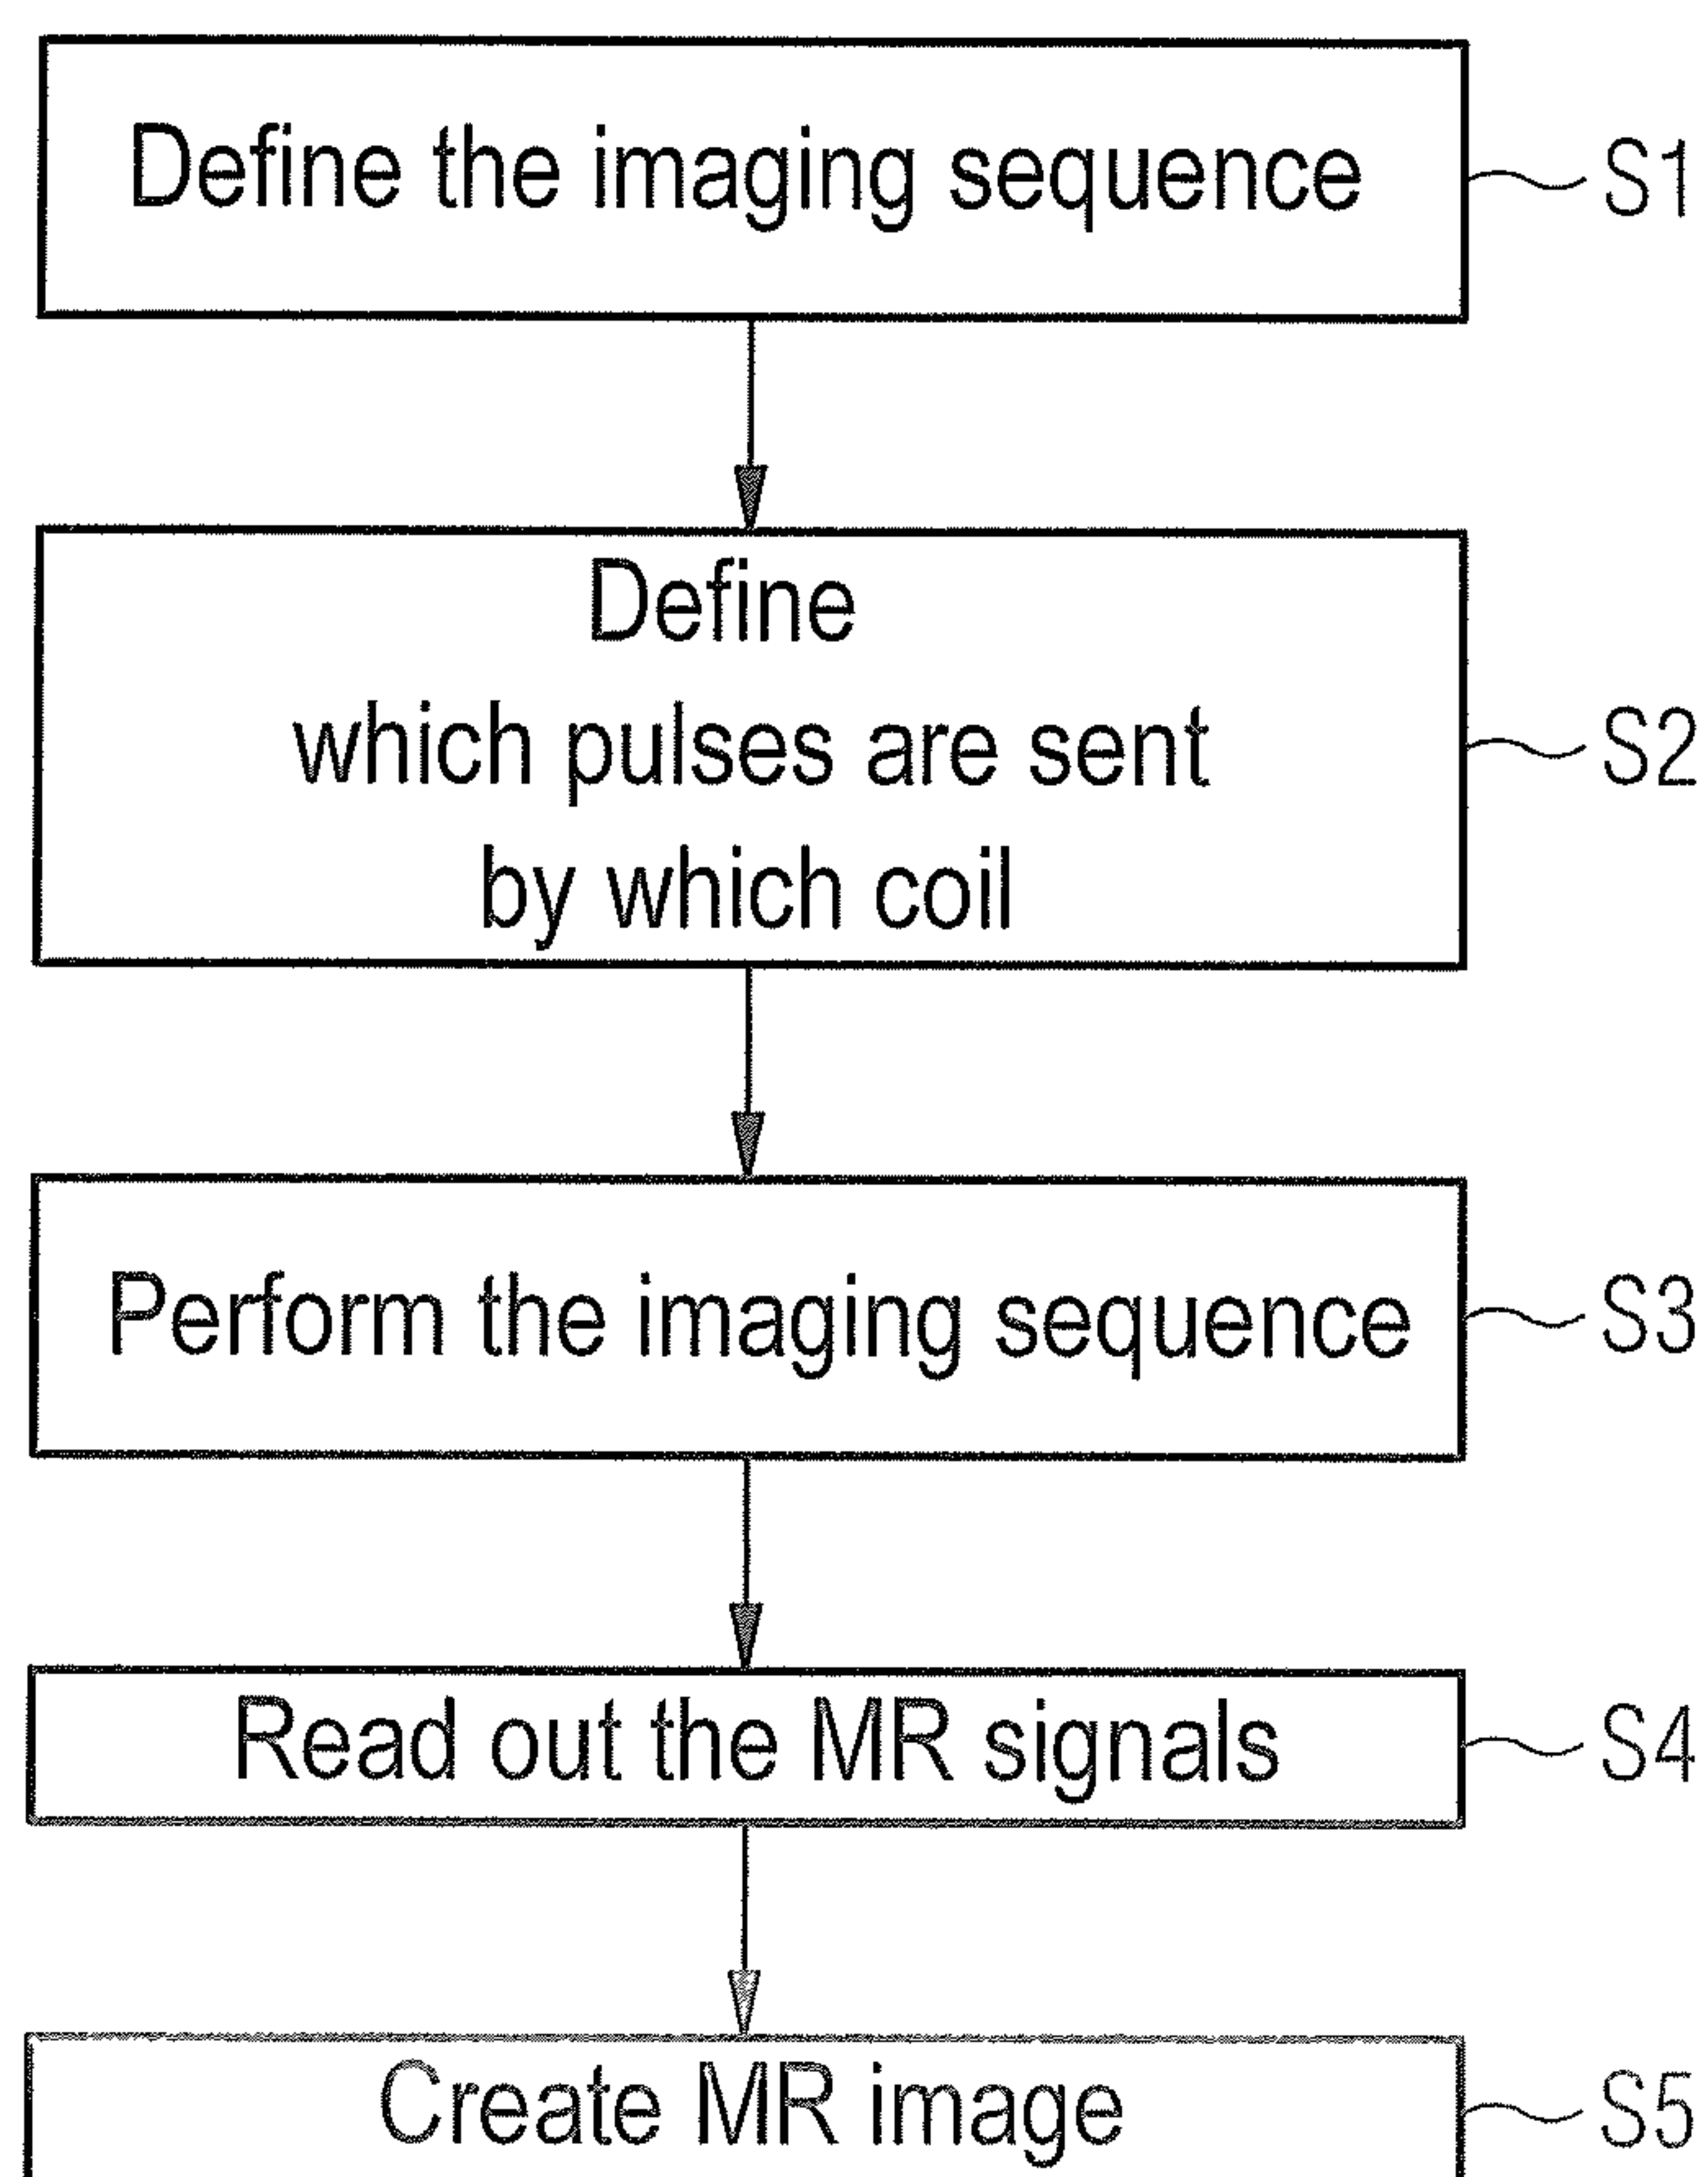 Define the imaging sequence
S1
Define
which pulses are sent
S2
by which coil
Perform the imaging sequence
S3
Read out the MR signals
S4
Create MR image
S5